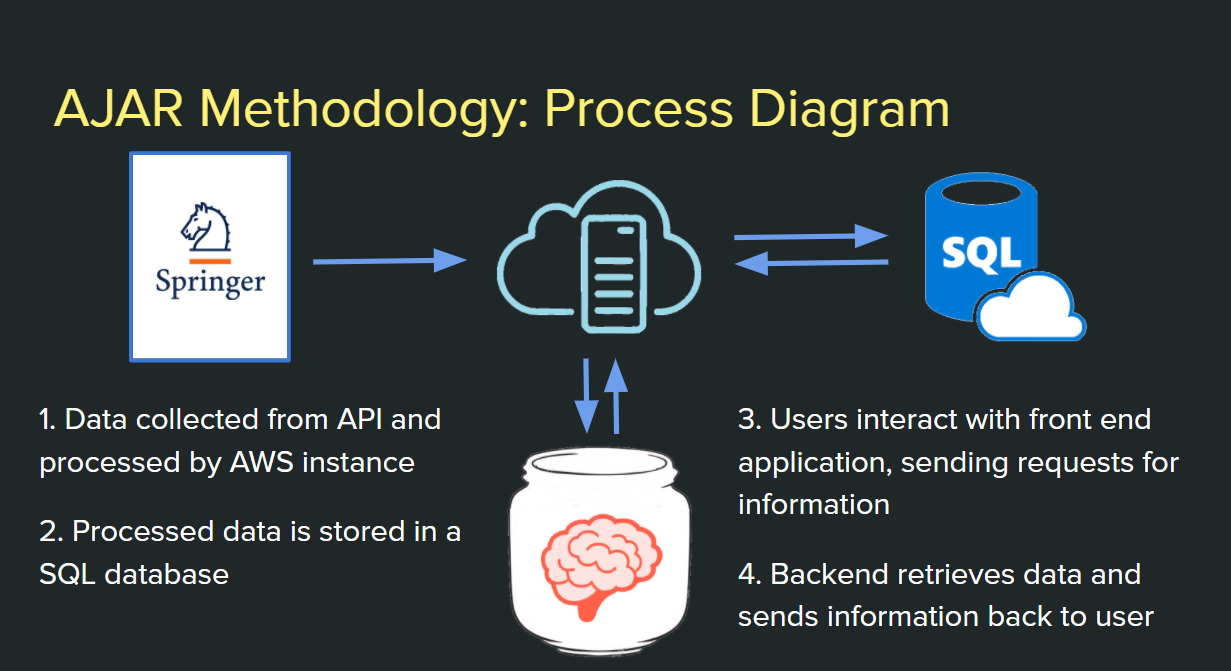 AJAR Methodology: Process Diagram
Springer
SQL
1. Data collected from API and
processed by AWS instance
2. Processed data is stored in a
SQL database
3. Users interact with front end
application, sending requests for
information
4. Backend retrieves data and
sends information back to user